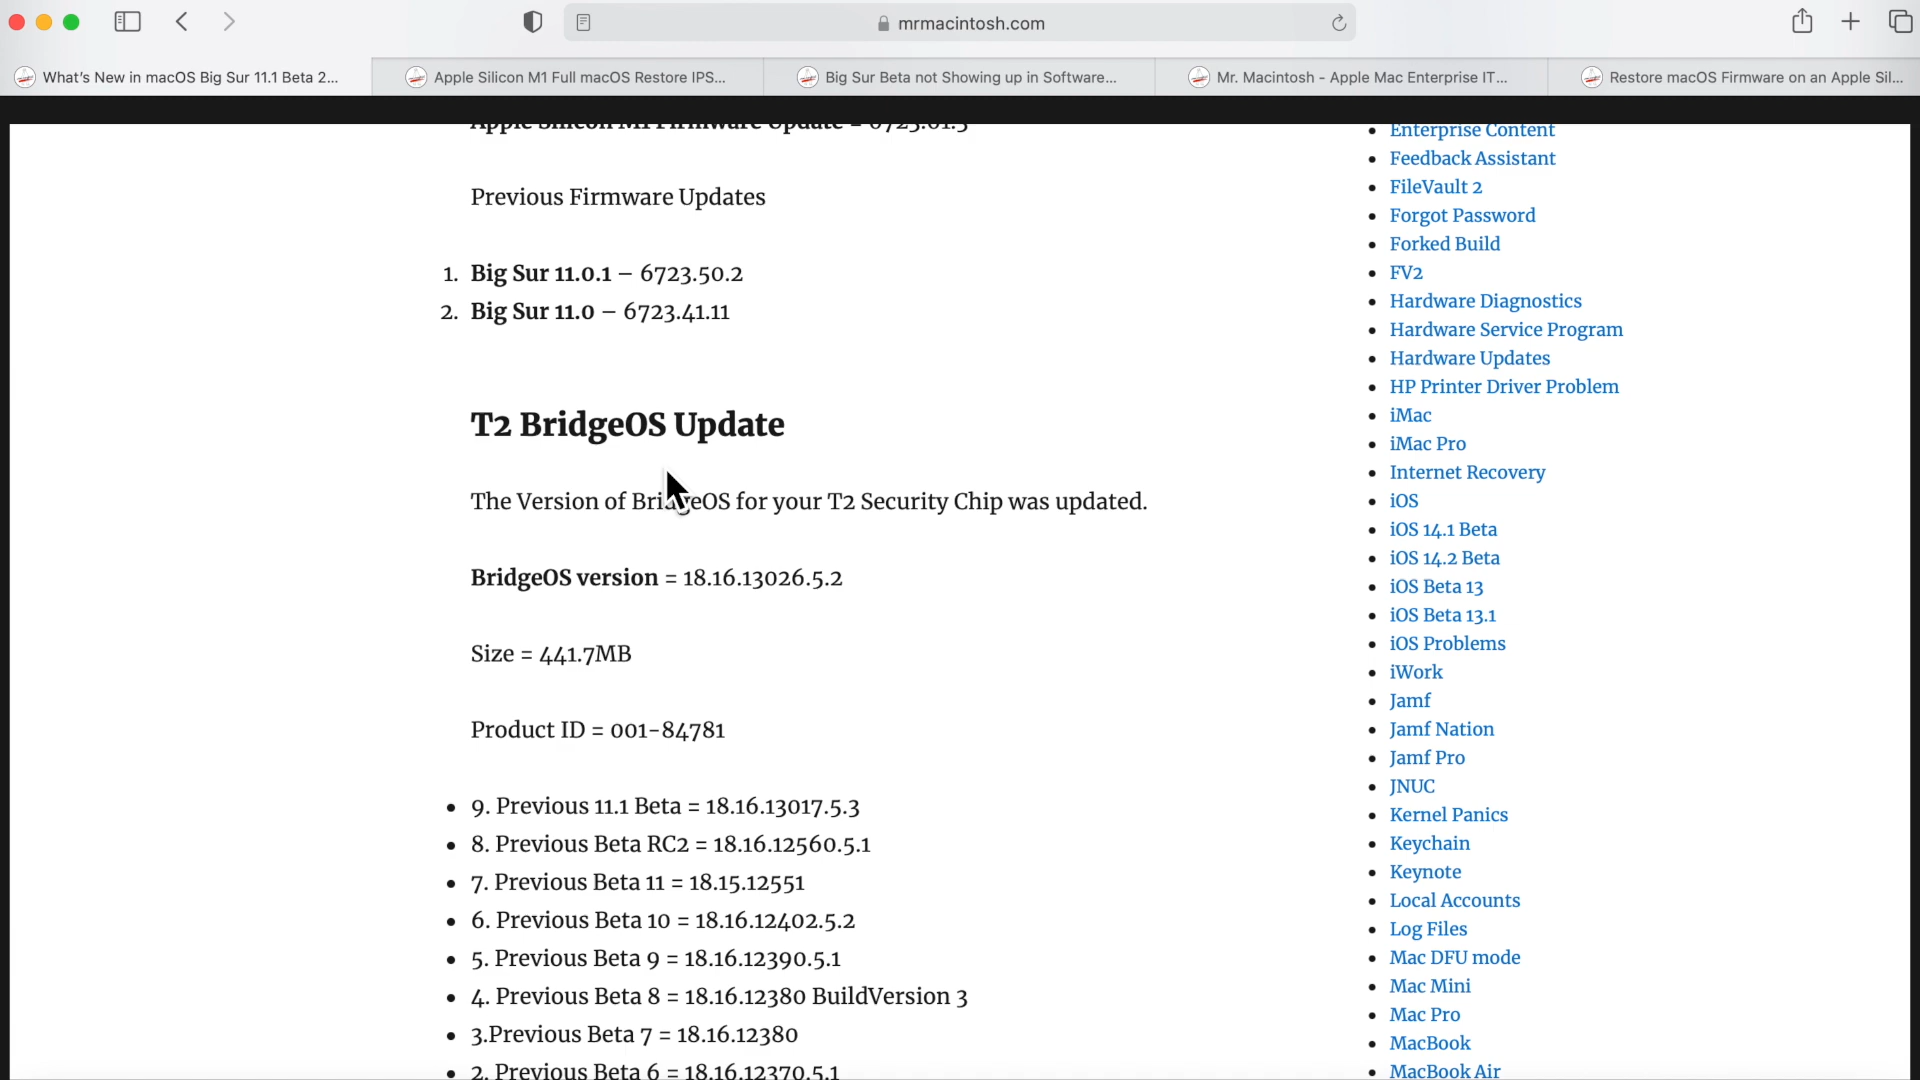 mrmacintosh.com
What's New in macOS Big Sur 11.1 Beta 2...
Apple Silicon M1 Full macOS Restore IPS...
Big Sur Beta not Showing up in Software...
Mr. Macintosh - Apple Mac Enterprise IT...
Restore macOS Firmware on an Apple Sil...
Apple Silicon M1 Firmware Update = 6723.61.3
Previous Firmware Updates
1. Big Sur 11.0.1 – 6723.50.2
2. Big Sur 11.0 – 6723.41.11
T2 BridgeOS Update
The Version of BridgeOS for your T2 Security Chip was updated.
BridgeOS version = 18.16.13026.5.2
Size = 441.7MB
Product ID = 001-84781
9. Previous 11.1 Beta = 18.16.13017.5.3
8. Previous Beta RC2 = 18.16.12560.5.1
7. Previous Beta 11 = 18.15.12551
6. Previous Beta 10 = 18.16.12402.5.2
5. Previous Beta 9 = 18.16.12390.5.1
4. Previous Beta 8 = 18.16.12380 BuildVersion 3
3.Previous Beta 7 = 18.16.12380
2. Previous Beta 6 = 18.16.12370.5.1
Enterprise Content
Feedback Assistant
FileVault 2
Forgot Password
Forked Build
FV2
Hardware Diagnostics
Hardware Service Program
Hardware Updates
HP Printer Driver Problem
iMac
iMac Pro
Internet Recovery
iOS
iOS 14.1 Beta
iOS 14.2 Beta
iOS Beta 13
iOS Beta 13.1
iOS Problems
iWork
Jamf
Jamf Nation
Jamf Pro
JNUC
Kernel Panics
Keychain
Keynote
Local Accounts
Log Files
Mac DFU mode
Mac Mini
Mac Pro
MacBook
MacBook Air